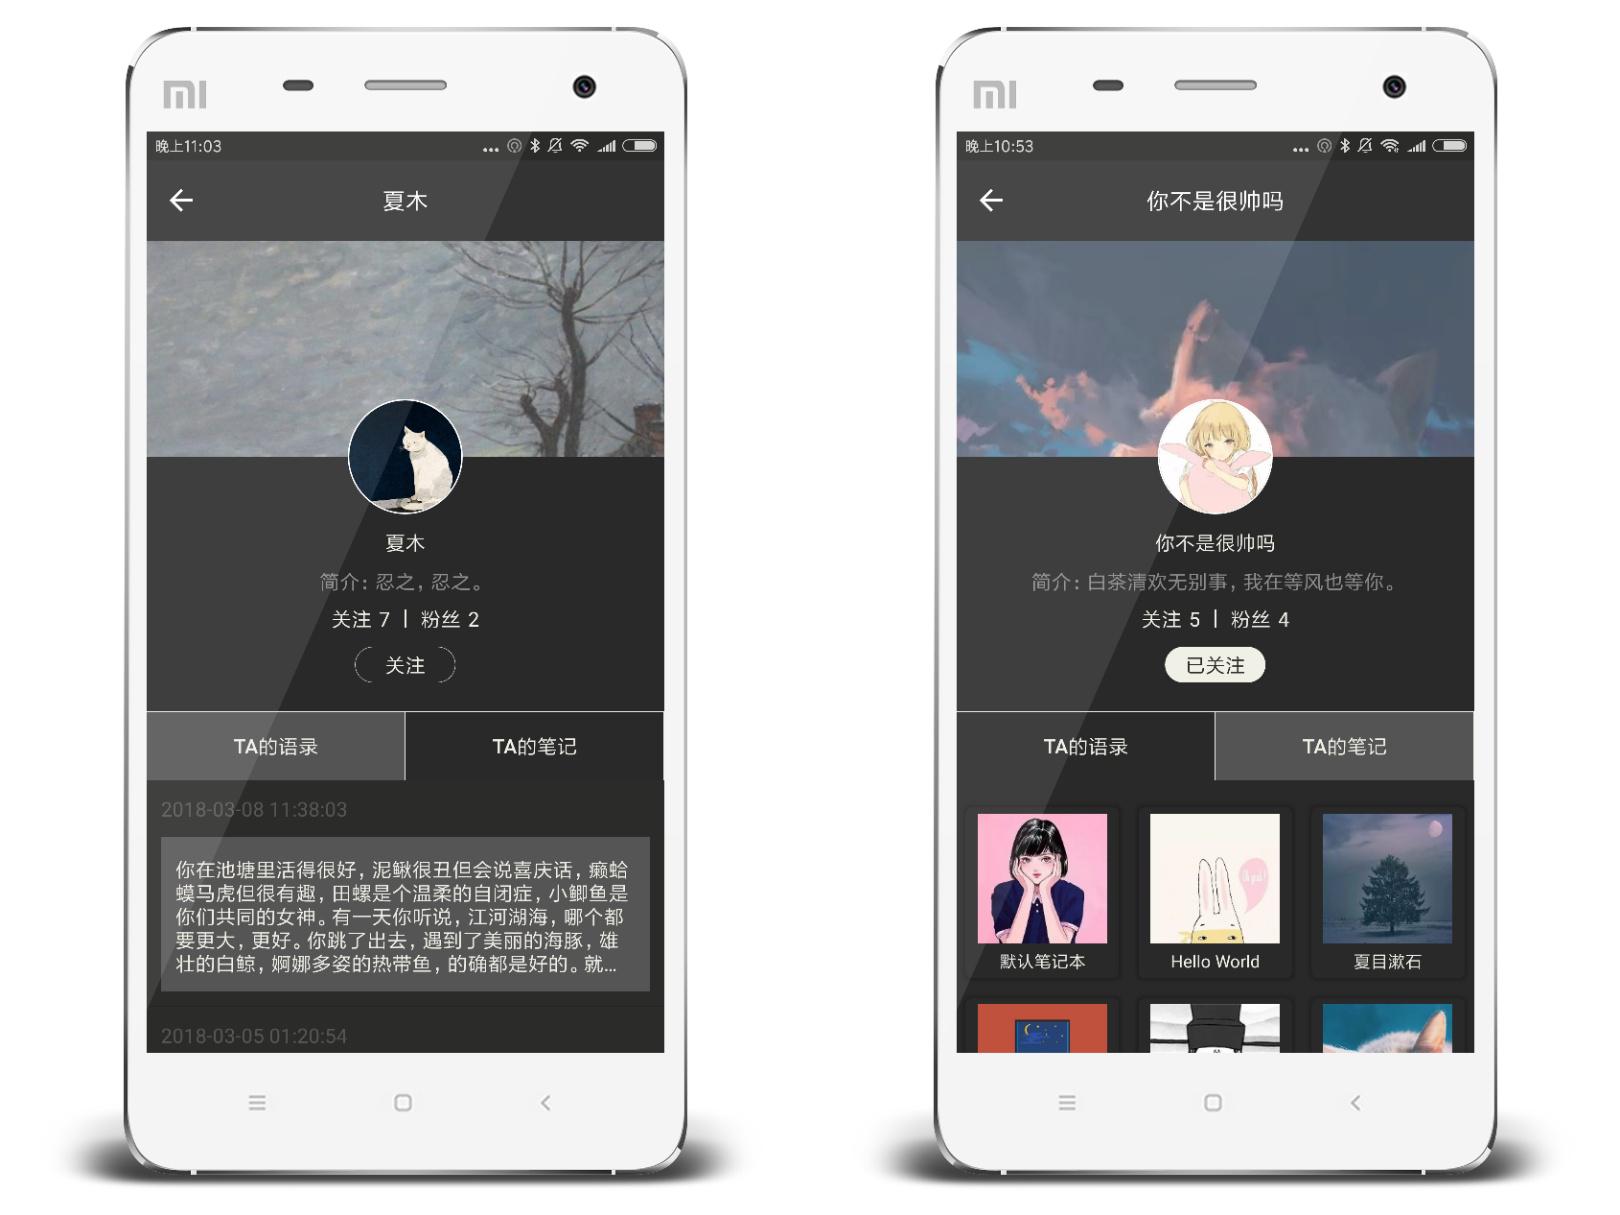 MI
晚上11:03
夏木
夏木
简介: 忍之, 忍之。
关注 7 | 粉丝 2
关注
TA的语录
TA的笔记
2018-03-08 11:38:03
你在池塘里活得很好, 泥鳅很丑但会说喜庆话, 癞蛤
蟆马虎但很有趣, 田螺是个温柔的自闭症, 小鲫鱼是
你们共同的女神。有一天你听说, 江河湖海, 哪个都
要更大, 更好。你跳了出去, 遇到了美丽的海豚, 雄
壮的白鲸, 婀娜多姿的热带鱼, 的确都是好的。就...
2018-03-05 01:20:54
MI
晚上10:53
你不是很帅吗
你不是很帅吗
简介: 白茶清欢无别事, 我在等风也等你。
关注 5 | 粉丝 4
已关注
TA的语录
TA的笔记
Oh yeah!
默认笔记本
Hello World
夏目漱石